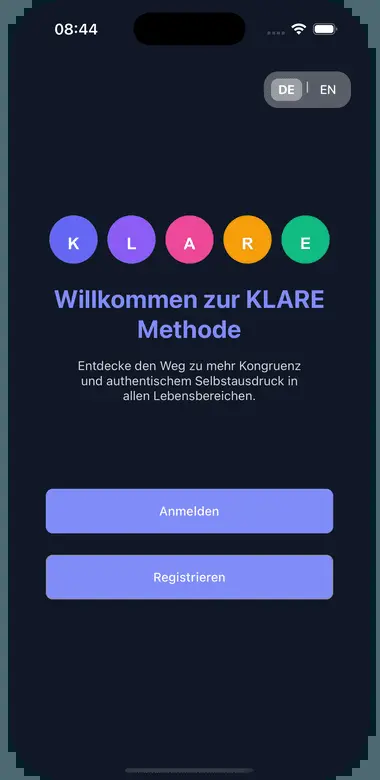 08:44
DE | EN
K L A R E
Willkommen zur KLARE
Methode
Entdecke den Weg zu mehr Kongruenz
und authentischem Selbstausdruck in
allen Lebensbereichen.
Anmelden
Registrieren